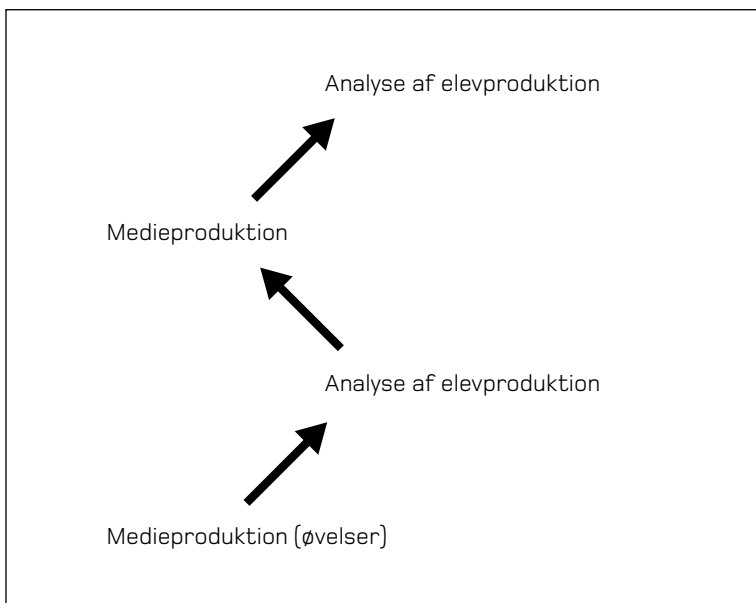 Analyse af elevproduktion
Medieproduktion
Analyse af elevproduktion
Medieproduktion (øvelser)